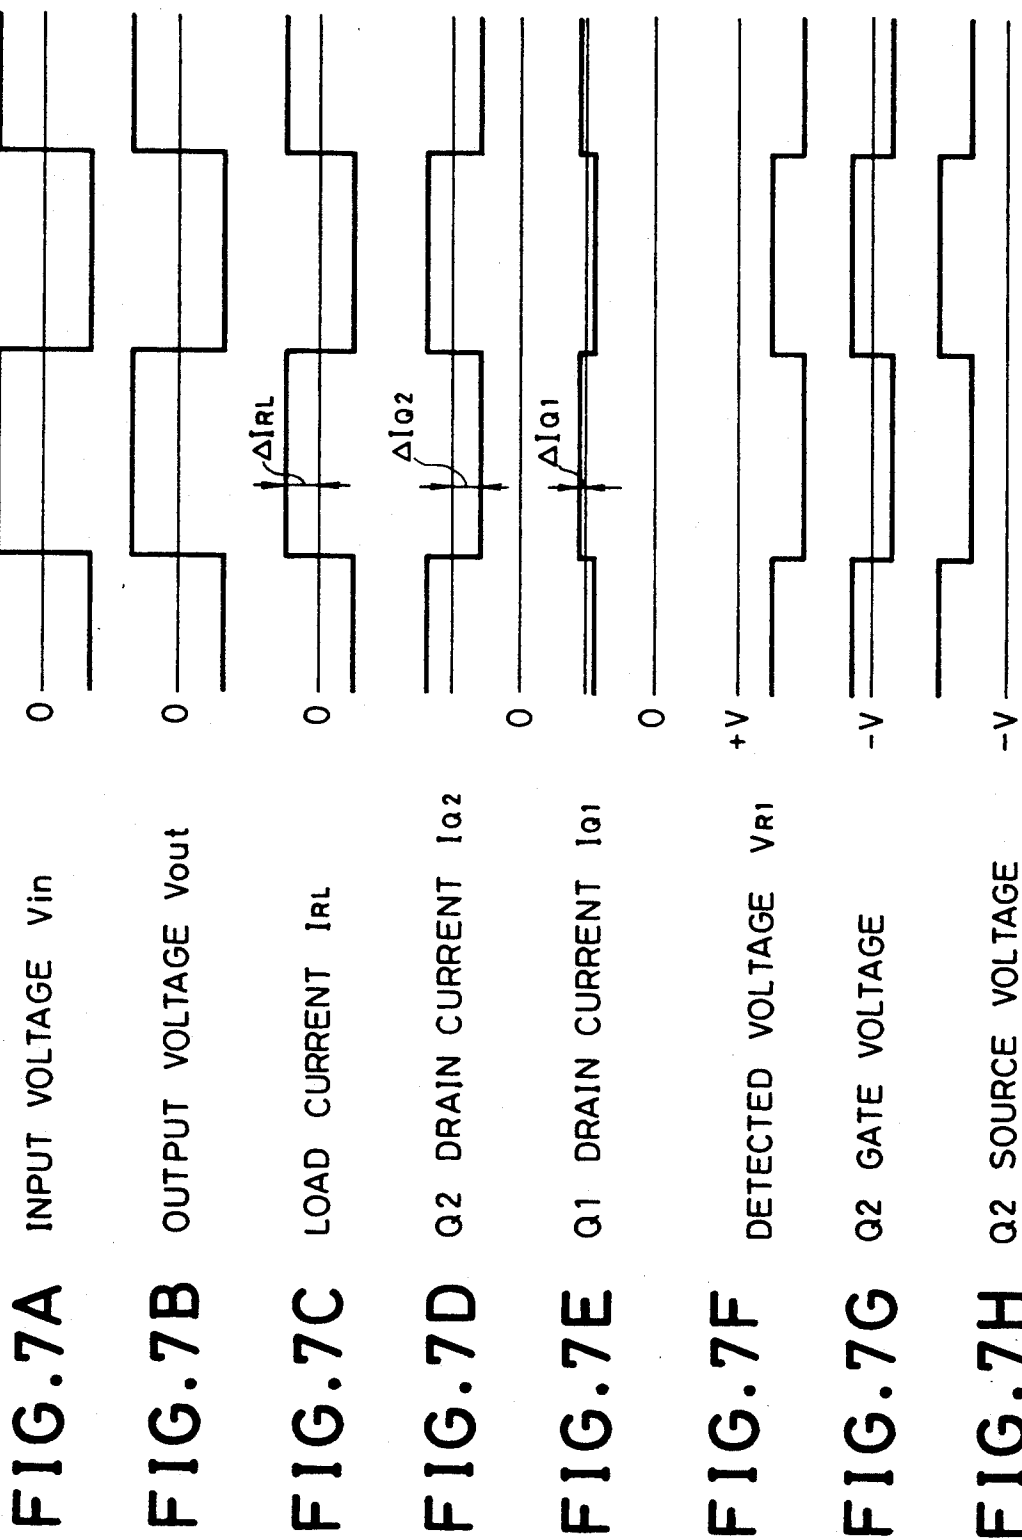 FIG.7A INPUT VOLTAGE Vin 0
FIG.7B OUTPUT VOLTAGE Vout 0
FIG.7C LOAD CURRENT IRL 0 ΔIRL
FIG.7D Q2 DRAIN CURRENT IQ2 0 ΔIQ2
FIG.7E Q1 DRAIN CURRENT IQ1 0 ΔIQ1
FIG.7F DETECTED VOLTAGE VR1 +V
FIG.7G Q2 GATE VOLTAGE -V
FIG.7H Q2 SOURCE VOLTAGE -V